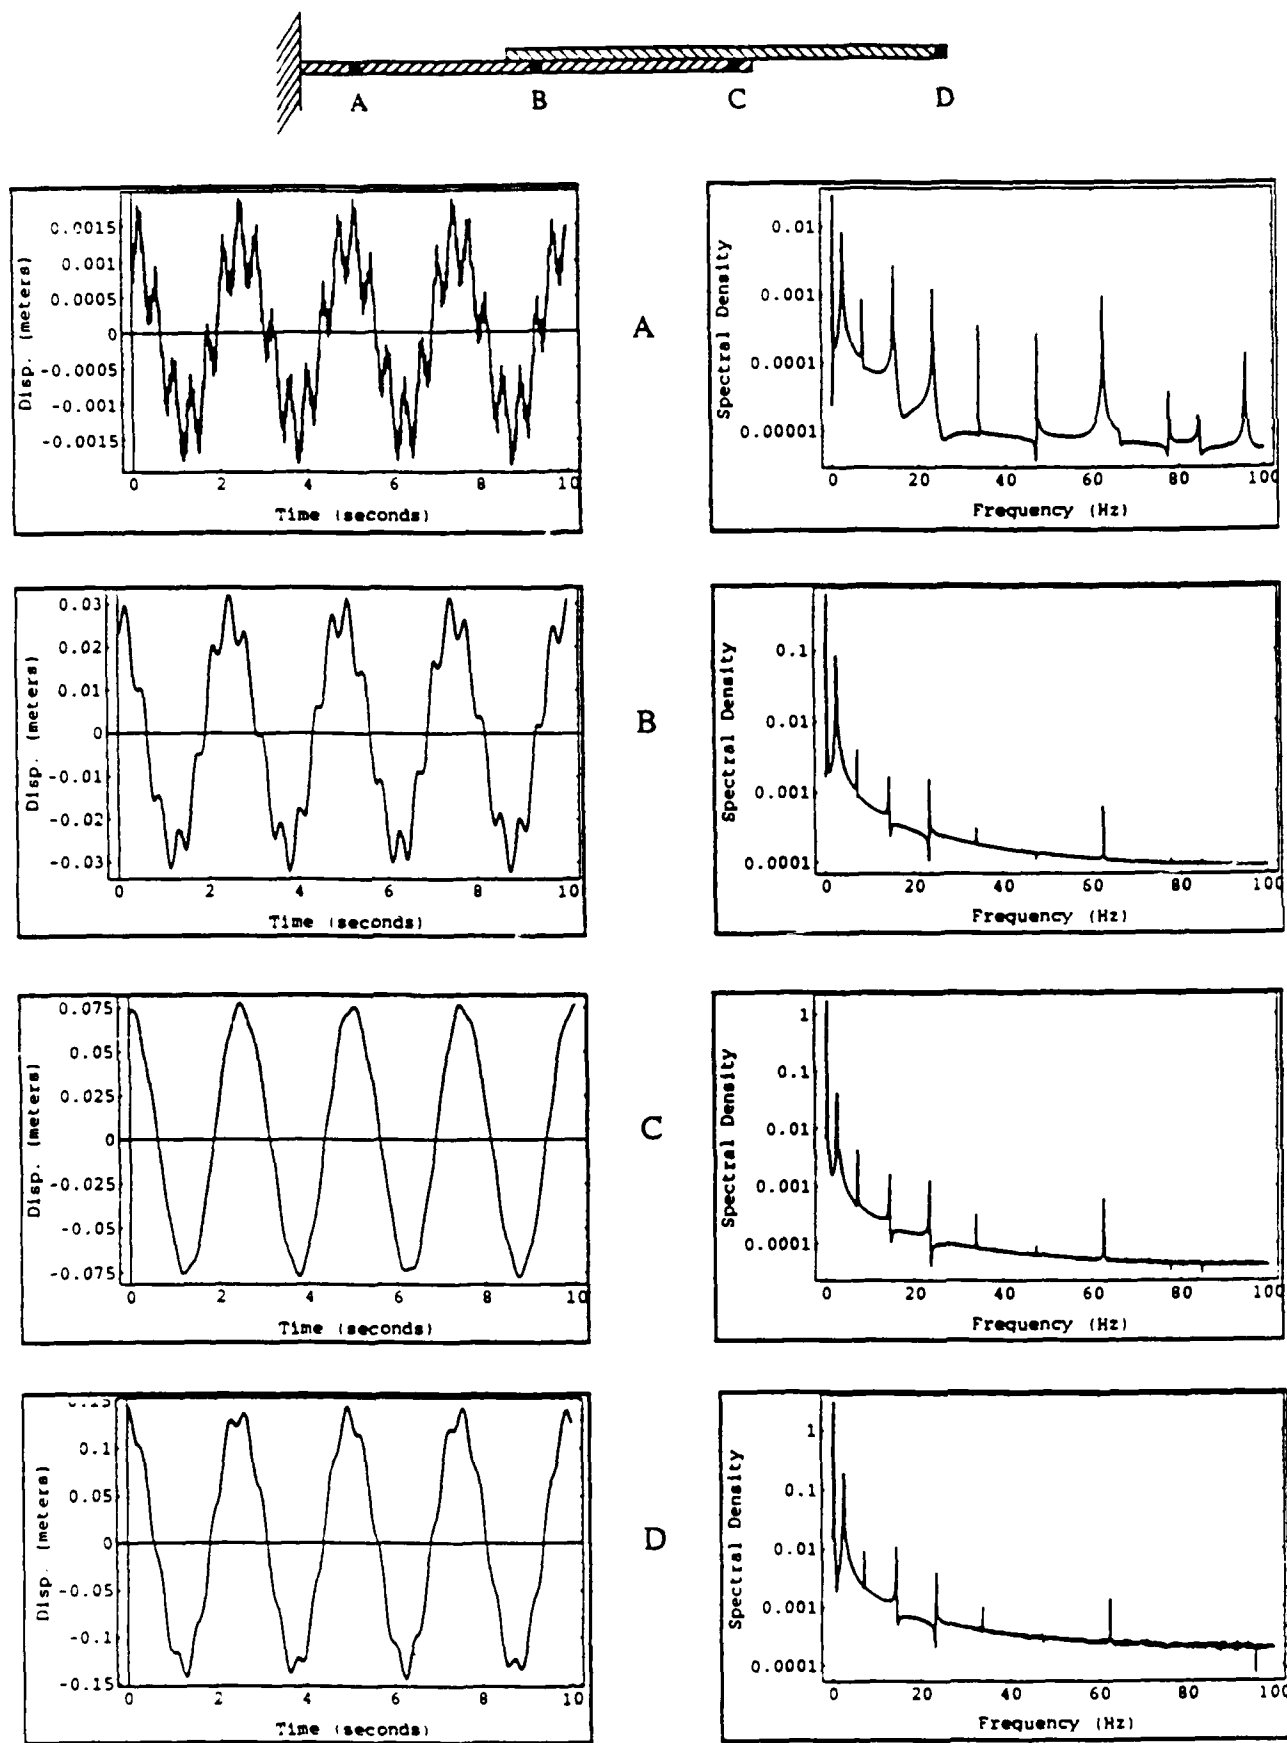 A B C D
Disp. (meters)
0.0015
0.001
0.0005
0
-0.0005
-0.001
-0.0015
0 2 4 6 8 10
Time (seconds)
A
Spectral Density
0.01
0.001
0.0001
0.00001
0 20 40 60 80 100
Frequency (Hz)
Disp. (meters)
0.03
0.02
0.01
0
-0.01
-0.02
-0.03
0 2 4 6 8 10
Time (seconds)
B
Spectral Density
0.1
0.01
0.001
0.0001
0 20 40 60 80 100
Frequency (Hz)
Disp. (meters)
0.075
0.05
0.025
0
-0.025
-0.05
-0.075
0 2 4 6 8 10
Time (seconds)
C
Spectral Density
1
0.1
0.01
0.001
0.0001
0 20 40 60 80 100
Frequency (Hz)
Disp. (meters)
0.15
0.1
0.05
0
-0.05
-0.1
-0.15
0 2 4 6 8 10
Time (seconds)
D
Spectral Density
1
0.1
0.01
0.001
0.0001
0 20 40 60 80 100
Frequency (Hz)